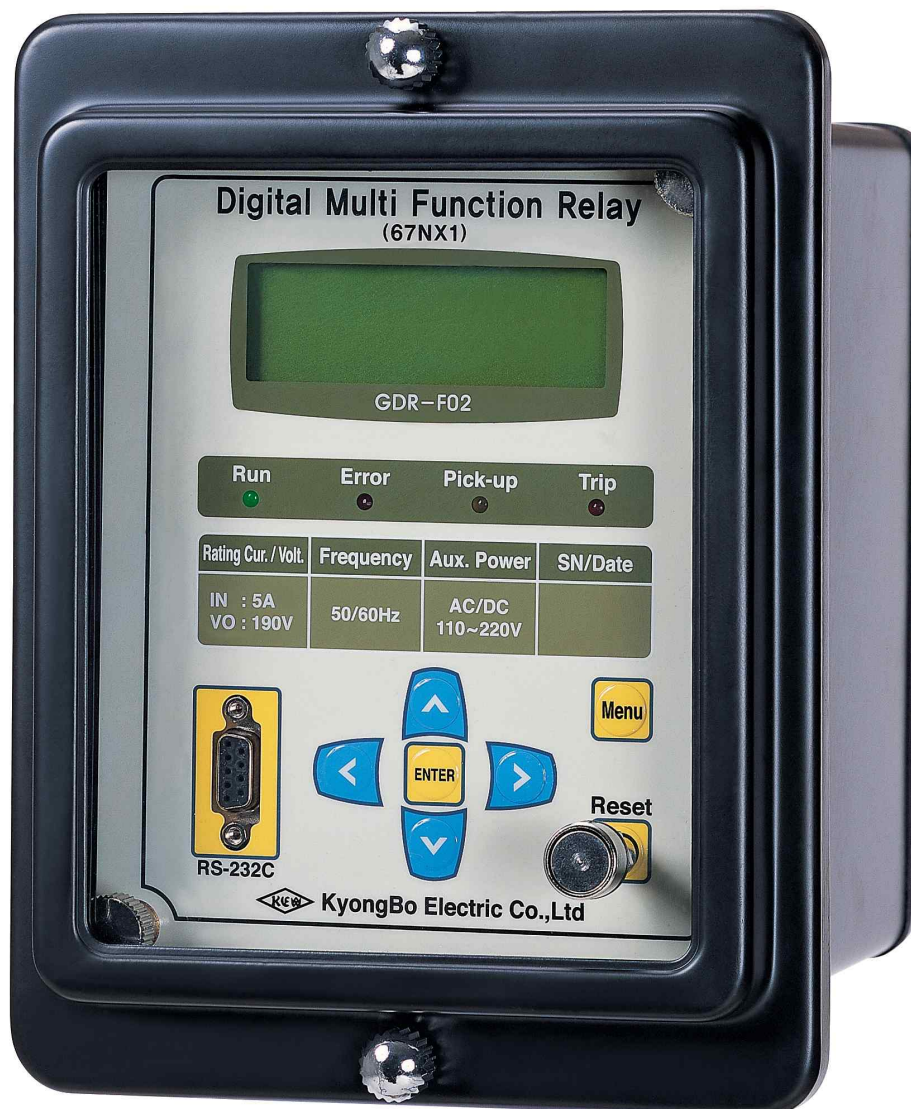 Digital Multi Function Relay
(67NX1)
GDR-F02
Run Error Pick-up Trip
Rating Cur. / Volt. Frequency Aux. Power SN/Date
IN : 5A
VO : 190V
50/60Hz
AC/DC
110~220V
Menu
ENTER
Reset
RS-232C
KyongBo Electric Co.,Ltd